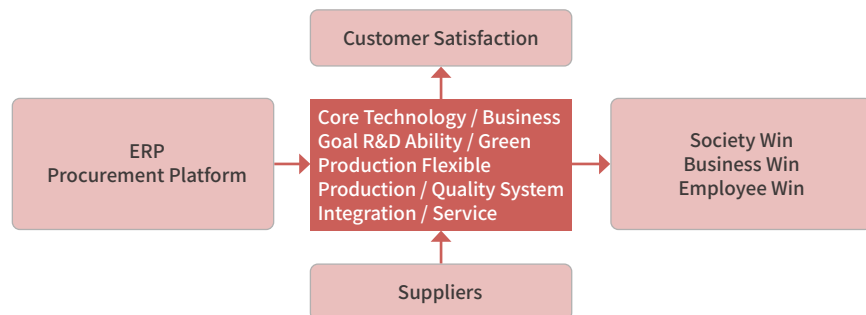 Customer Satisfaction
ERP
Procurement Platform
Core Technology / Business
Goal R&D Ability / Green
Production Flexible
Production / Quality System
Integration / Service
Society Win
Business Win
Employee Win
Suppliers